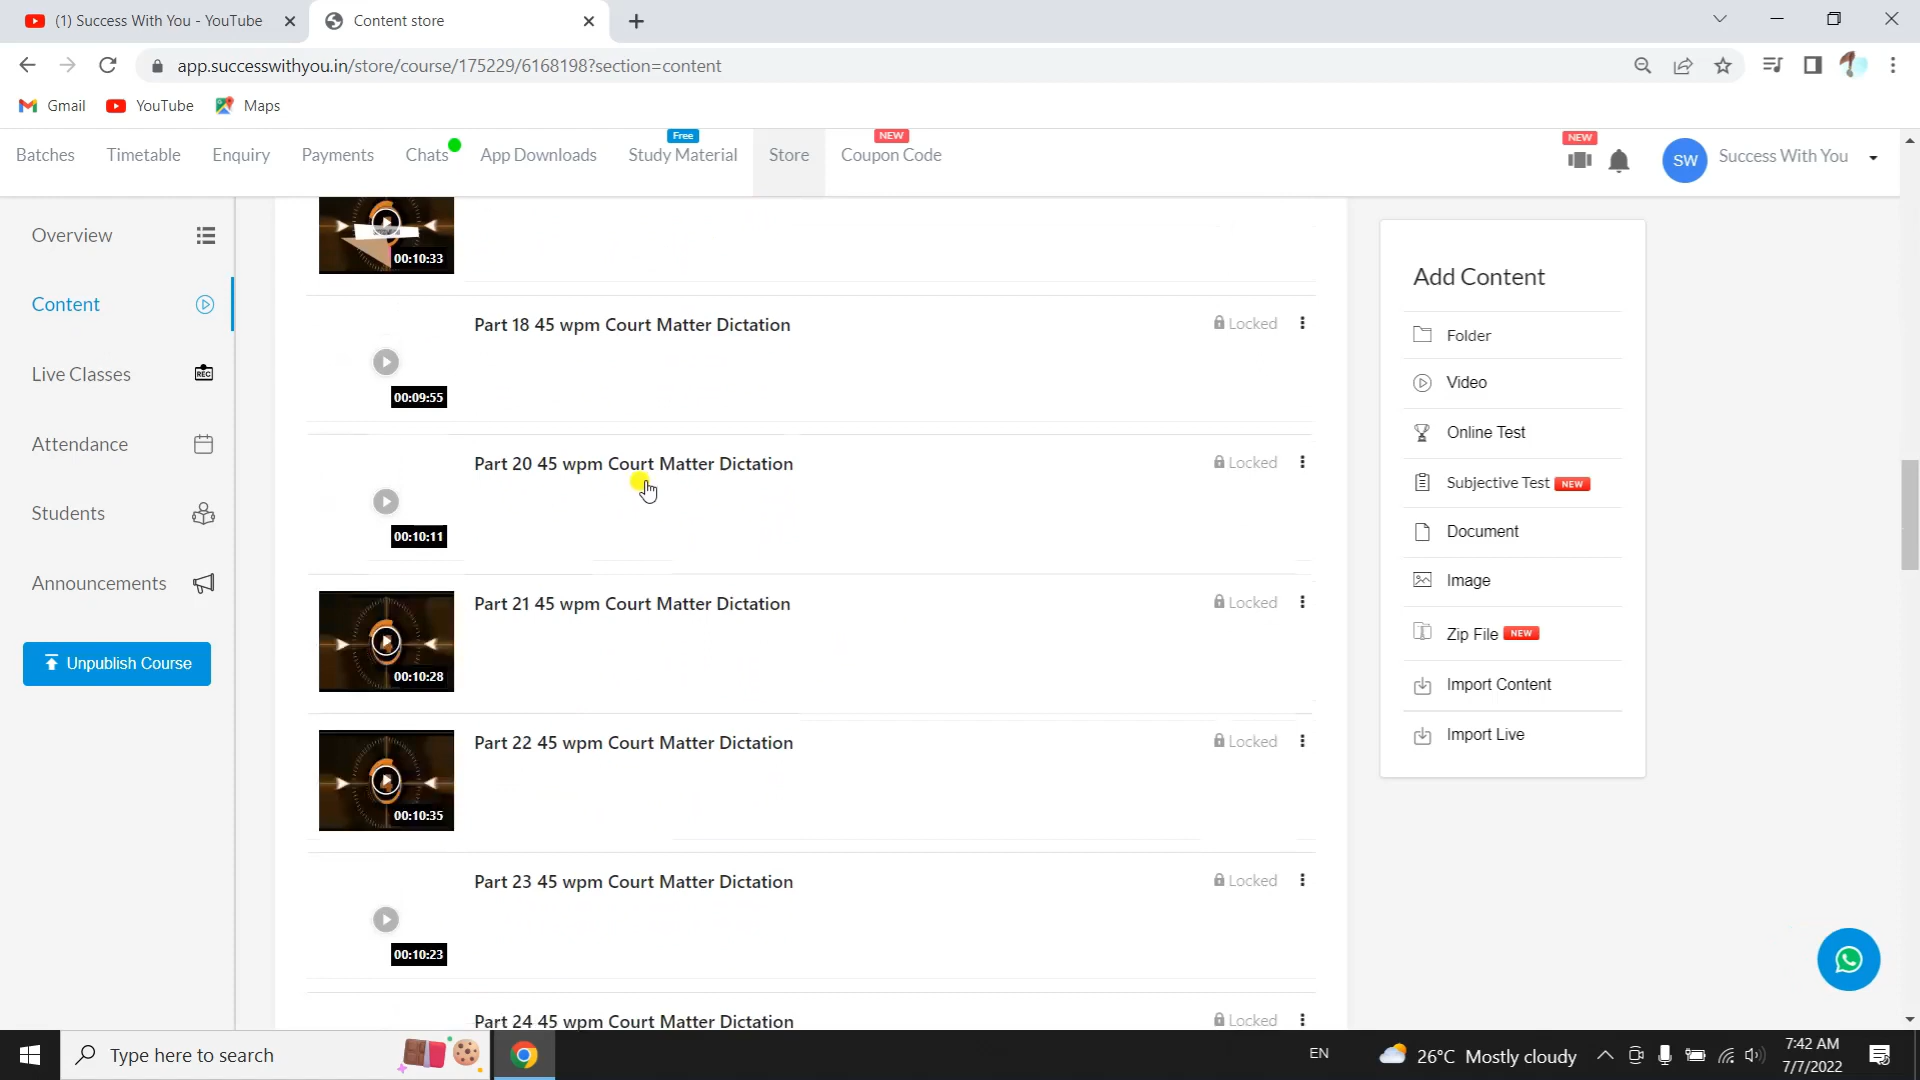 (1) Success With You - YouTube
Content store
app.successwithyou.in/store/course/175229/6168198?section=content
Gmail YouTube Maps
Free
NEW
NEW
Batches Timetable Enquiry Payments Chats App Downloads Study Material Store Coupon Code
SW Success With You
Overview
Content
Live Classes
REC
Attendance
Students
Announcements
Unpublish Course
00:10:33
Part 18 45 wpm Court Matter Dictation
Locked
00:09:55
Part 20 45 wpm Court Matter Dictation
Locked
00:10:11
Part 21 45 wpm Court Matter Dictation
Locked
00:10:28
Part 22 45 wpm Court Matter Dictation
Locked
00:10:35
Part 23 45 wpm Court Matter Dictation
Locked
00:10:23
Part 24 45 wpm Court Matter Dictation
Locked
Add Content
Folder
Video
Online Test
Subjective Test NEW
Document
Image
Zip File NEW
Import Content
Import Live
Type here to search
EN
26°C Mostly cloudy
7:42 AM
7/7/2022